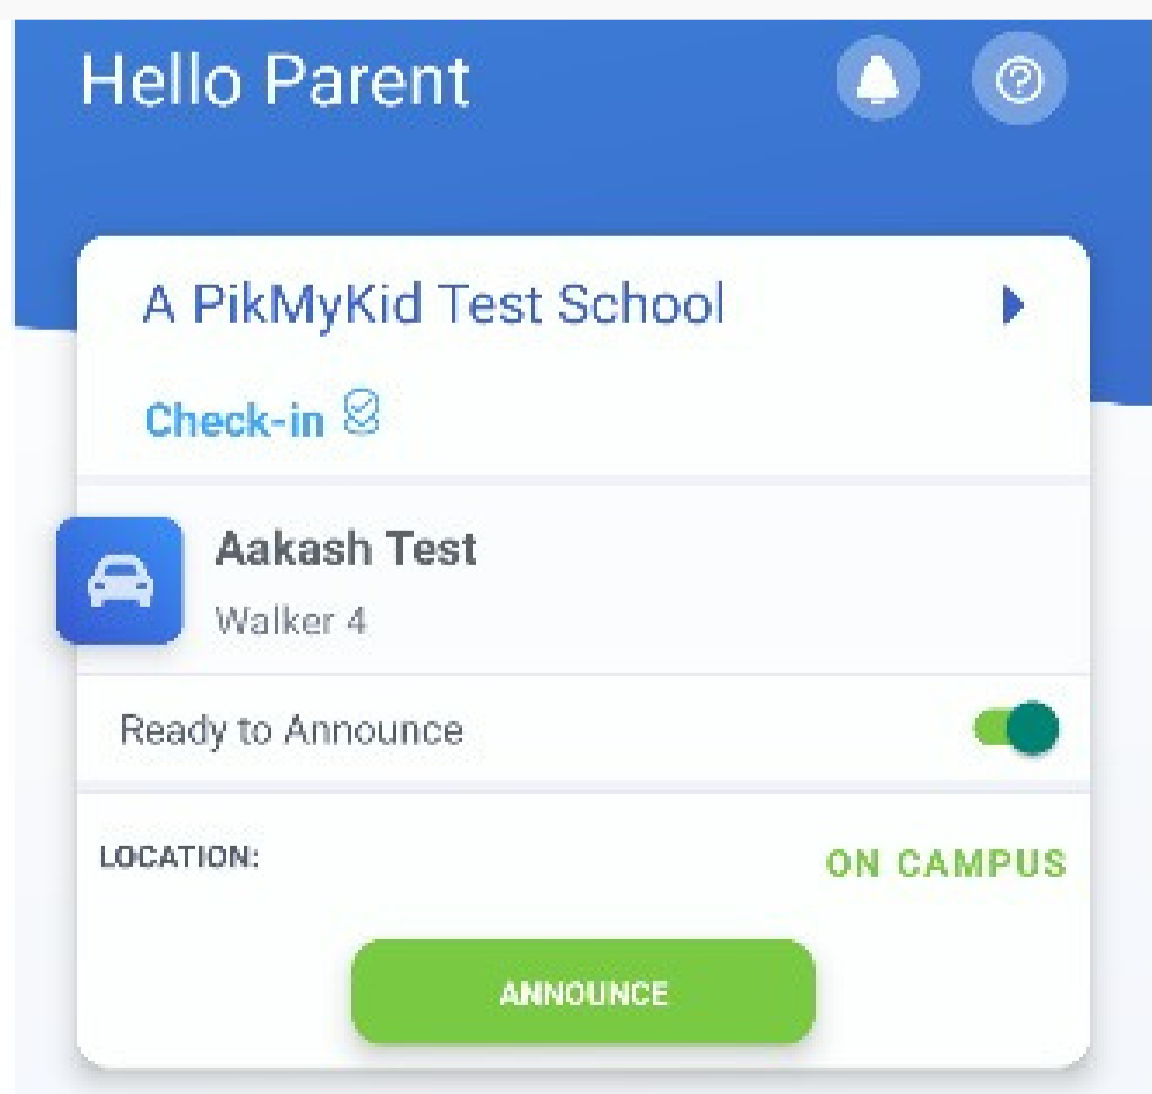 Hello Parent
A PikMyKid Test School
Check-in
Aakash Test
Walker 4
Ready to Announce
LOCATION:
ON CAMPUS
ANNOUNCE